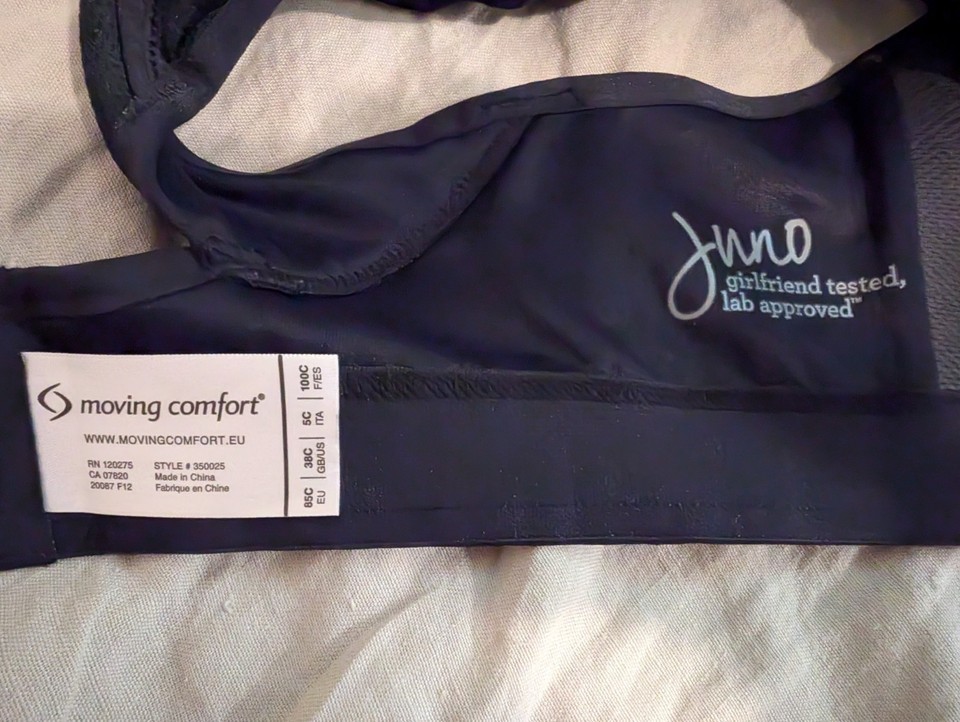 Juno
girlfriend tested,
lab approved™
moving comfort®
WWW.MOVINGCOMFORT.EU
RN 120275
CA 07820
20087 F12
STYLE # 350025
Made in China
Fabrique en Chine
85C 38C 5C 100C
EU GB/US ITA F/ES